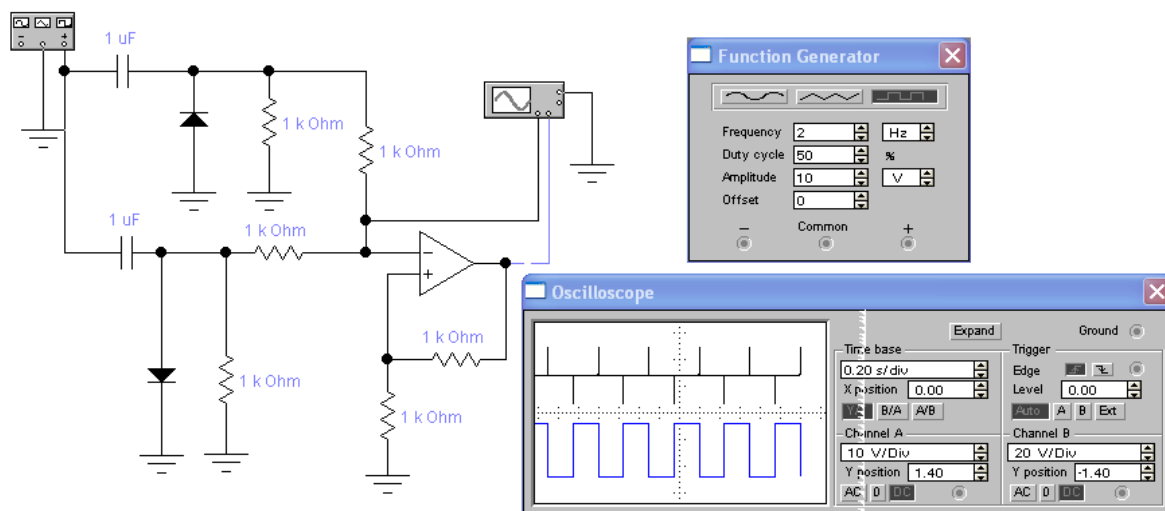 1 uF
1 k Ohm
1 k Ohm
1 uF
1 k Ohm
1 k Ohm
1 k Ohm
1 k Ohm
Function Generator
Frequency 2 Hz
Duty cycle 50 %
Amplitude 10 V
Offset 0
− Common +
Oscilloscope
Expand Ground
Time base Trigger
0.20 s/div Edge
X position 0.00 Level 0.00
B/A A/B Auto A B Ext
Channel A Channel B
10 V/Div 20 V/Div
Y position 1.40 Y position -1.40
AC 0 DC AC 0 DC